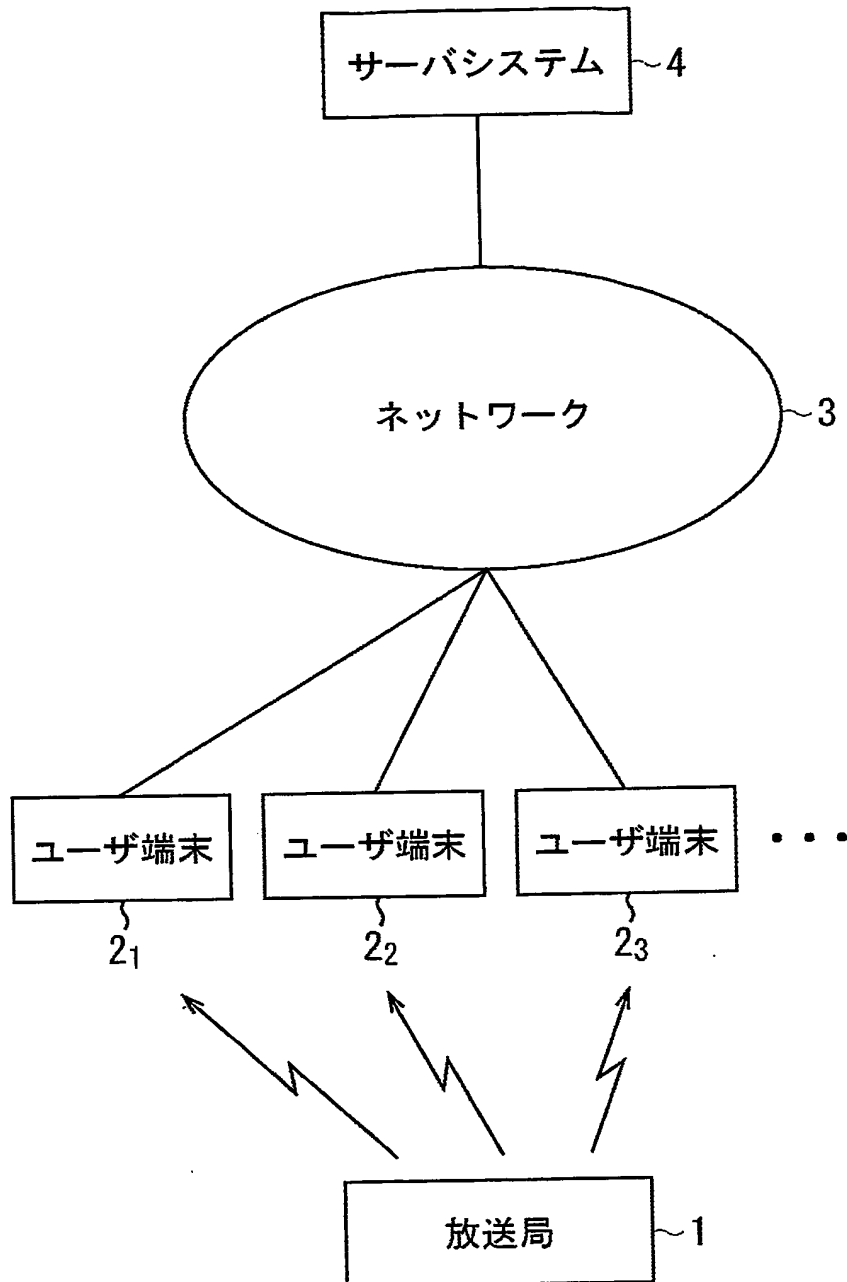 サーバシステム 4
ネットワーク 3
ユーザ端末 ユーザ端末 ユーザ端末 ・・・
2₁ 2₂ 2₃
放送局 1